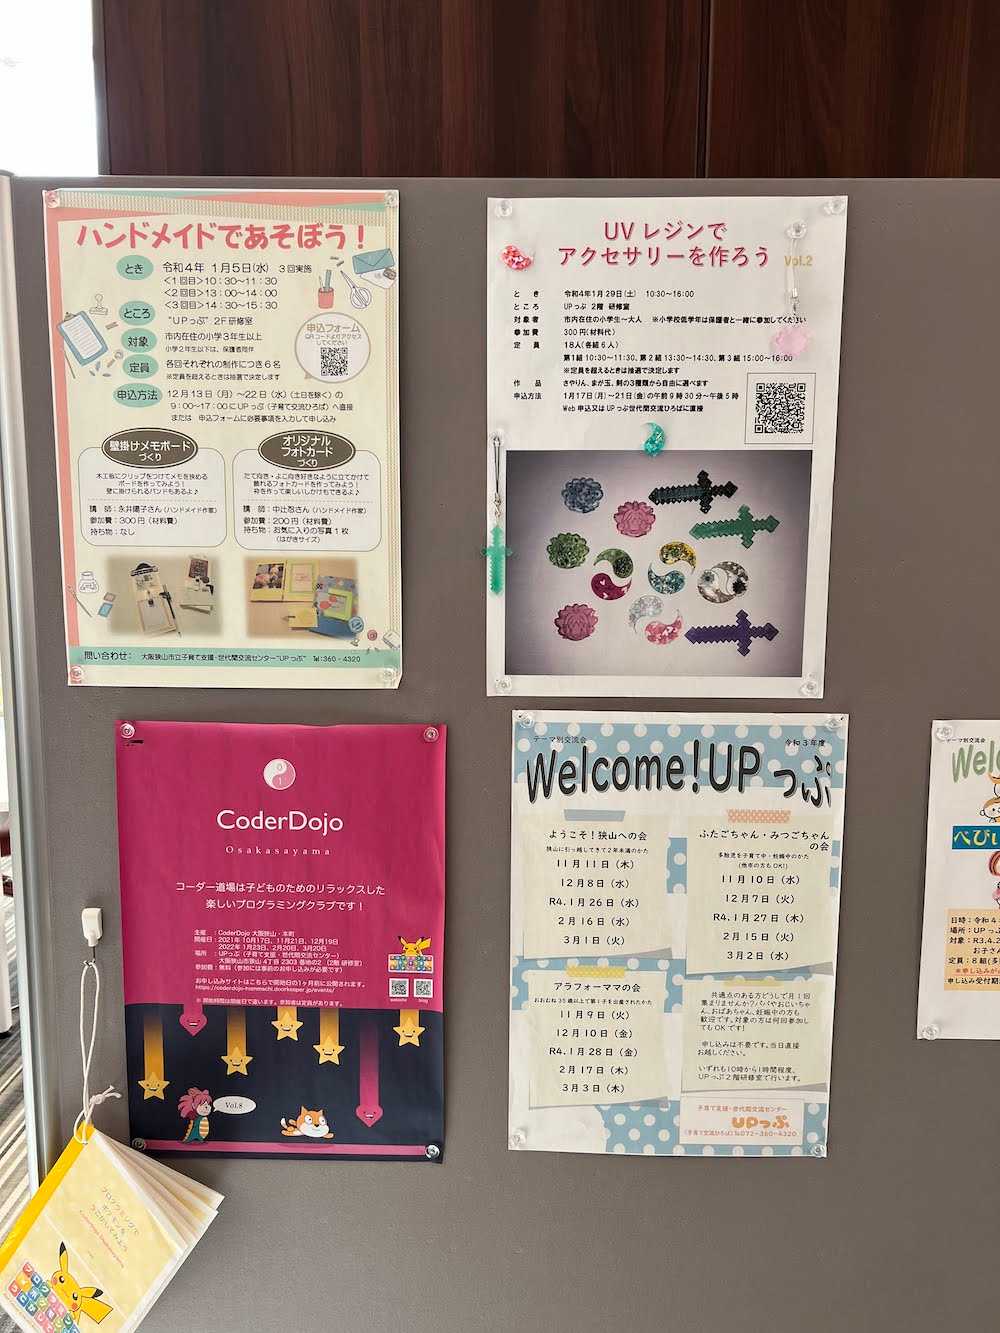 ハンドメイドであそぼう！
とき 令和4年 1月5日(水) 3回実施
<1回目>10：30～11：30
<2回目>13：00～14：00
<3回目>14：30～15：30
ところ "UPっぷ" 2F研修室
対象 市内在住の小学3年生以上
小学2年生以下は、保護者同伴
定員 各回それぞれの制作につき6名
※定員を超えるときは抽選で決定します
申込方法 12月13日（月）～22日（水）（土日を除く）の
9：00～17：00にUPっぷ（子育て交流ひろば）へ直接
または 申込フォームに必要事項を入力して申し込み
申込フォーム
QRコードよりアクセス
してください
壁掛けメモボード
づくり
木工板にクリップをつけてメモを挟める
ボードを作ってみよう！
壁に掛けられるバンドもあるよ♪
講 師：永井陽子さん（ハンドメイド作家）
参加費：300円（材料費）
持ち物：なし
オリジナル
フォトカード
づくり
たて向き・よこ向き好きなように立てかけて
飾れるフォトカードを作ってみよう！
枠を作って楽しいしかけもできるよ♪
講 師：中辻忍さん（ハンドメイド作家）
参加費：200円（材料費）
持ち物：お気に入りの写真1枚
（はがきサイズ）
問い合わせ： 大阪狭山市立子育て支援・世代間交流センター"UPっぷ" Tel：360－4320
UVレジンで
アクセサリーを作ろう Vol.2
と き 令和4年1月29日(土) 10:30～16:00
ところ UPっぷ 2階 研修室
対象者 市内在住の小学生～大人 ※小学校低学年は保護者と一緒に参加してください
参加費 300円(材料代)
定 員 18人(各組6人)
第1組 10:30～11:30、第2組 13:30～14:30、第3組 15:00～16:00
※定員を超えるときは抽選で決定します
作 品 さやりん、まが玉、剣の3種類から自由に選べます
申込方法 1月17日(月)～21日(金)の午前9時30分～午後5時
Web申込又はUPっぷ世代間交流ひろばに直接
CoderDojo
Osakasayama
コーダー道場は子どものためのリラックスした
楽しいプログラミングクラブです！
主催 ：CoderDojo 大阪狭山・本町
開催日：2021年 10月17日、11月21日、12月19日
2022年 1月23日、2月20日、3月20日
場所 ：UPっぷ（子育て支援・世代間交流センター）
大阪狭山市狭山 4丁目 2303 番地の2（2階 研修室）
参加費：無料（参加には事前のお申し込みが必要です）
お申し込みサイトはこちらで開始日の1ヶ月前に公開されます。
https://coderdojo-hommachi.doorkeeper.jp/events/
※ 開始時間は開催日で違います。参加席は定員があります。
website blog
Vol.8
テーマ別交流会 令和3年度
Welcome!UPっぷ
ようこそ！狭山への会
狭山に引っ越してきて2年未満のかた
11月11日（木）
12月8日（水）
R4.1月26日（水）
2月16日（水）
3月1日（火）
ふたごちゃん・みつごちゃん
の会
多胎児を子育て中・妊娠中のかた
（他市の方もOK！）
11月10日（水）
12月7日（火）
R4.1月27日（木）
2月15日（火）
3月2日（水）
アラフォーママの会
おおむね35歳以上で第1子を出産されたかた
11月9日（火）
12月10日（金）
R4.1月28日（金）
2月17日（木）
3月3日（木）
共通点のある方どうしで月1回
集まりませんか？パパやおじいちゃ
ん、おばあちゃん、妊娠中の方も
歓迎です。対象の方は何回参加し
てもOKです！
申し込みは不要です。当日直接
お越しください。
いずれも10時から1時間程度、
UPっぷ2階研修室で行います。
子育て支援・世代間交流センター
UPっぷ
（子育て交流ひろば）℡072-360-4320
テーマ別交流会
Wel
べびい
日時：令和4
場所：UPっぷ
対象：R3.4.2
お子さん
定員：8組(多
※申し込みが
申し込み受付期
プログラミングで
ポケモンを
うごかしてみよう